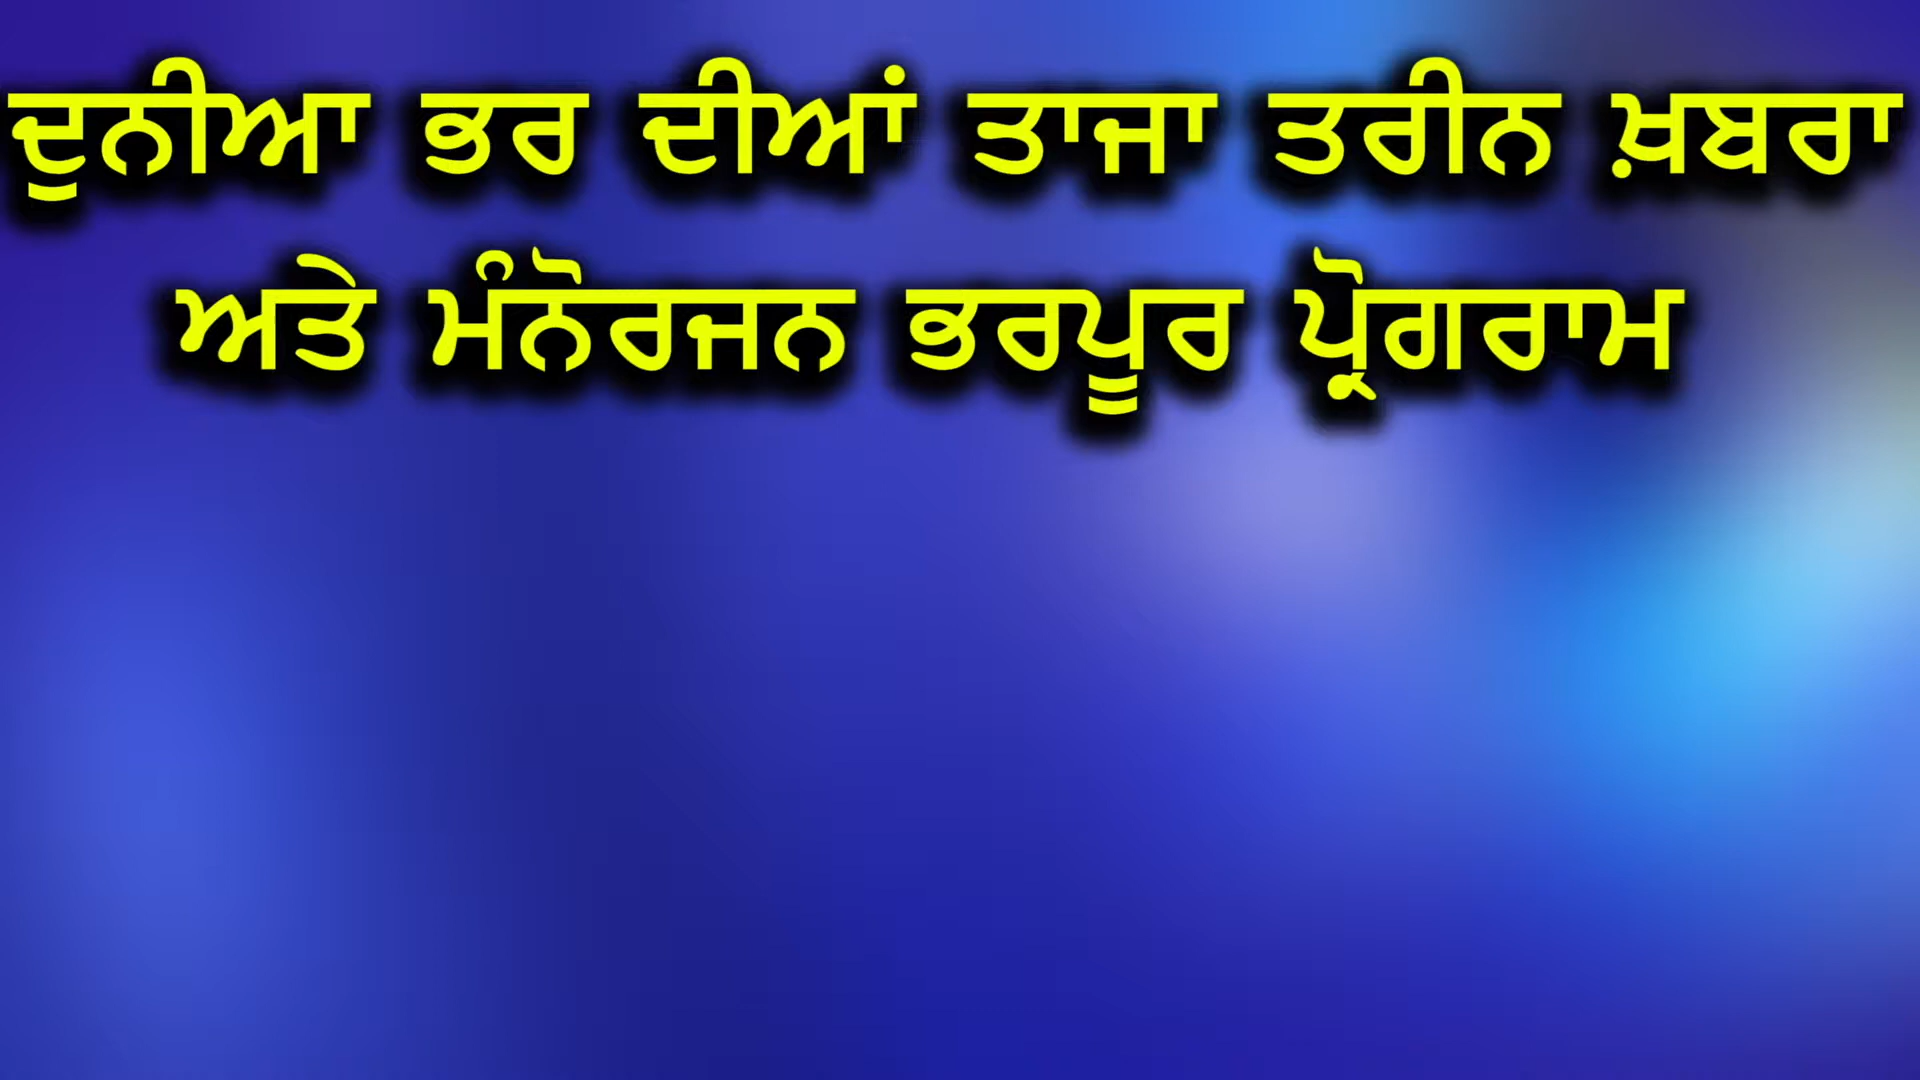 ਦੁਨੀਆ ਭਰ ਦੀਆਂ ਤਾਜਾ ਤਰੀਨ ਖ਼ਬਰਾ
ਅਤੇ ਮੰਨੋਰਜਨ ਭਰਪੂਰ ਪ੍ਰੋਗਰਾਮ